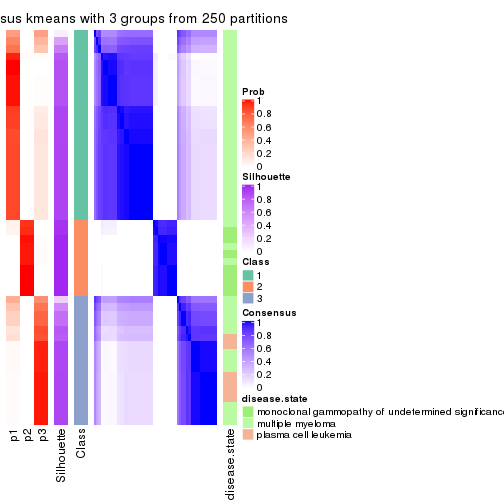 sus kmeans with 3 groups from 250 partitions
Prob
1
0.8
0.6
0.4
0.2
0
Silhouette
1
0.8
0.6
0.4
0.2
0
Class
1
2
3
Consensus
1
0.8
0.6
0.4
0.2
0
disease.state
monoclonal gammopathy of undetermined significance
multiple myeloma
plasma cell leukemia
p1
p2
p3
Silhouette
Class
disease.state